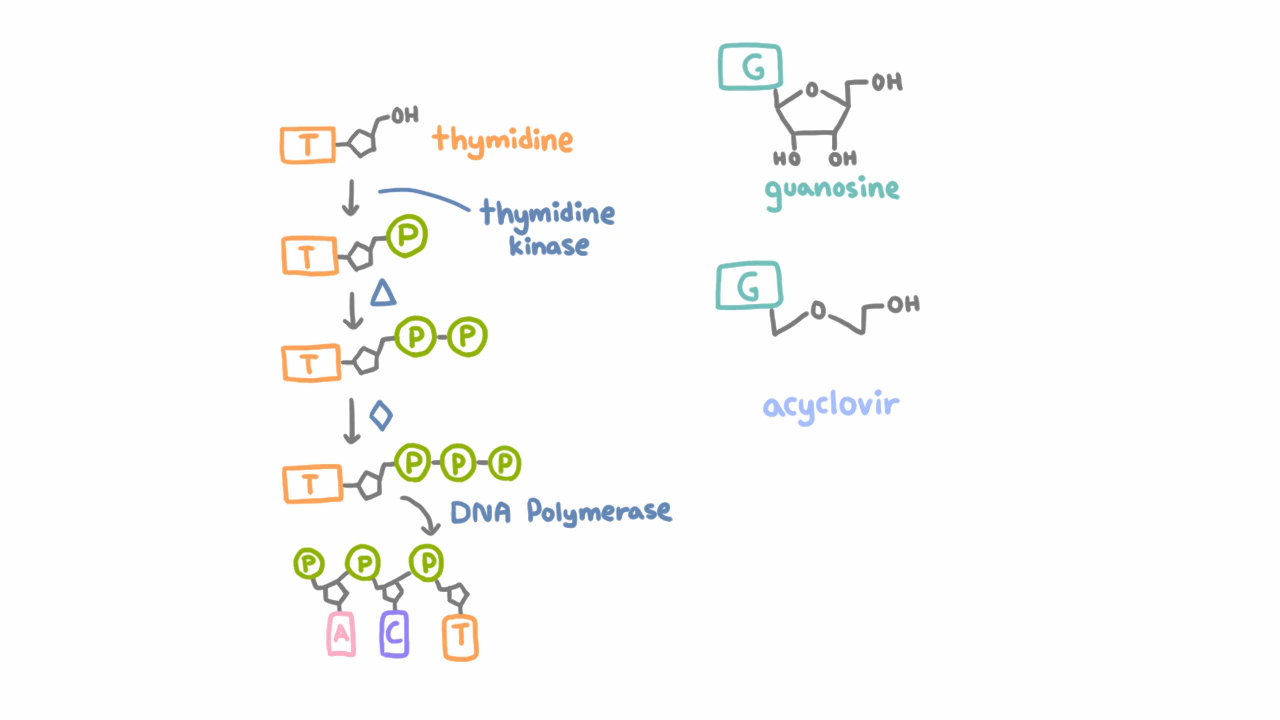 T OH thymidine
thymidine
kinase
T P
T P P
T P P P
DNA Polymerase
P P P
A C T
G
O OH
HO OH
guanosine
G
O OH
acyclovir